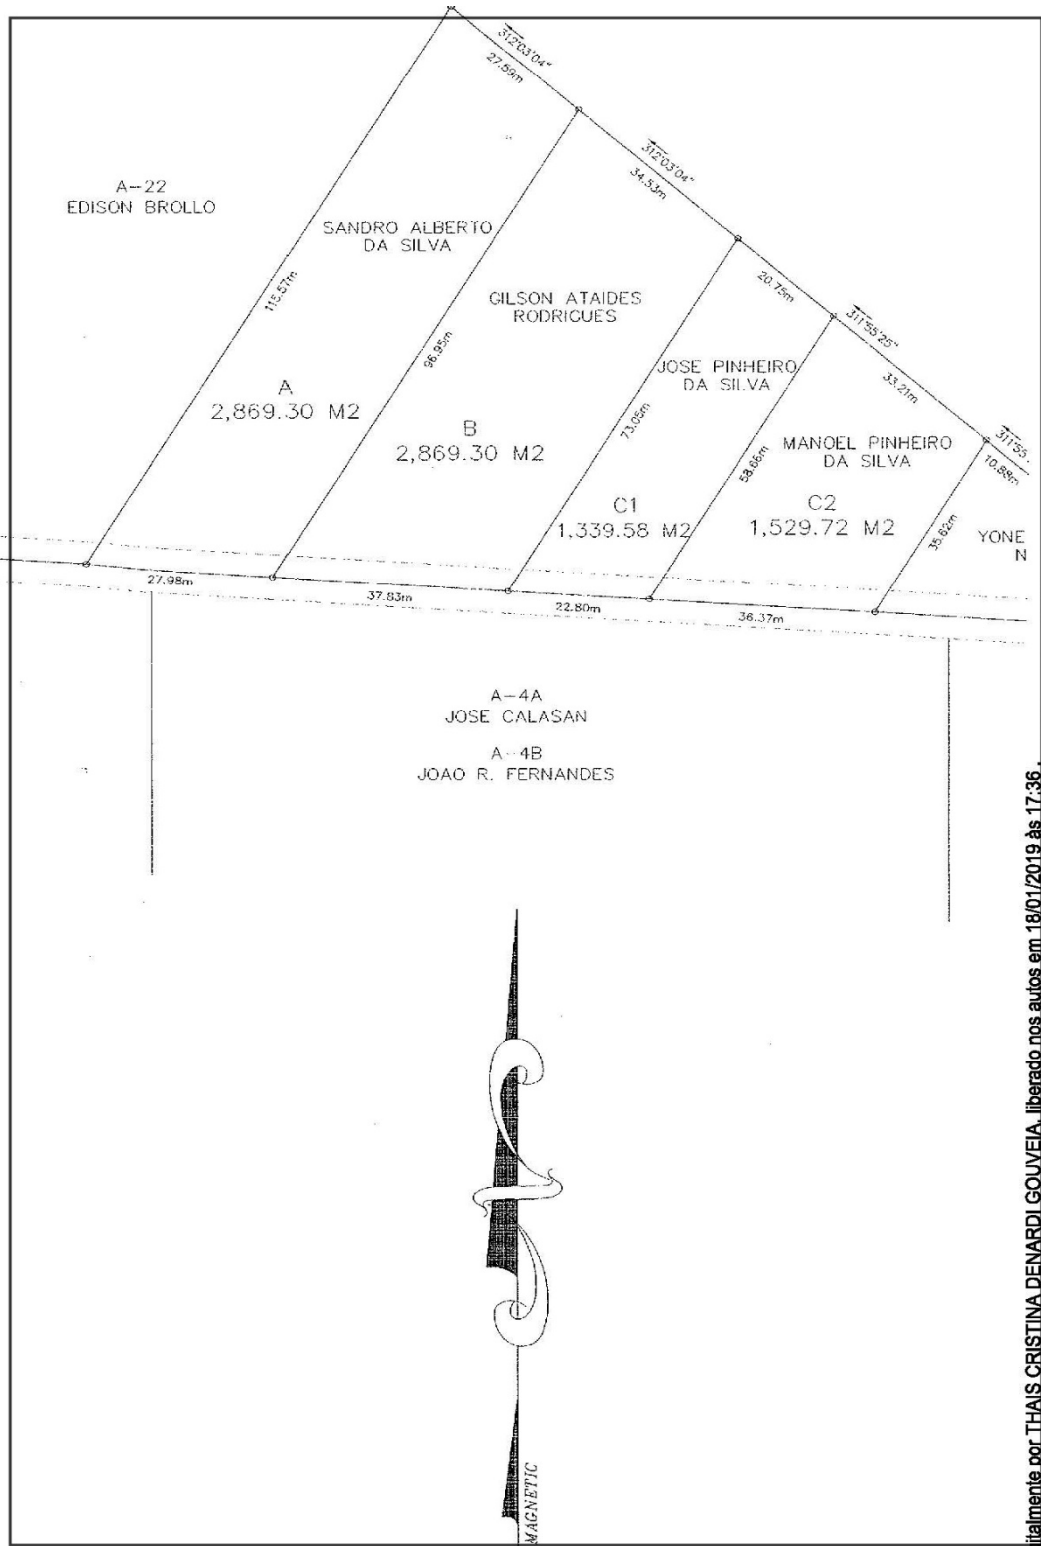 312°03'04"
27.59m
312°03'04"
34.53m
A-22
EDISON BROLLO
SANDRO ALBERTO
DA SILVA
115.57m
GILSON ATAIDES
RODRIGUES
96.95m
20.75m
311°55'25"
33.21m
JOSE PINHEIRO
DA SILVA
A
2,869.30 M2
B
2,869.30 M2
73.05m
MANOEL PINHEIRO
DA SILVA
58.66m
311°55
10.88m
C1
1,339.58 M2
C2
1,529.72 M2
35.62m
YONE
N
27.98m
37.83m
22.80m
36.37m
A-4A
JOSE CALASAN
A-4B
JOAO R. FERNANDES
MAGNETIC
italmente por THAIS CRISTINA DENARDI GOUVEIA, liberado nos autos em 18/01/2019 às 17:36 .